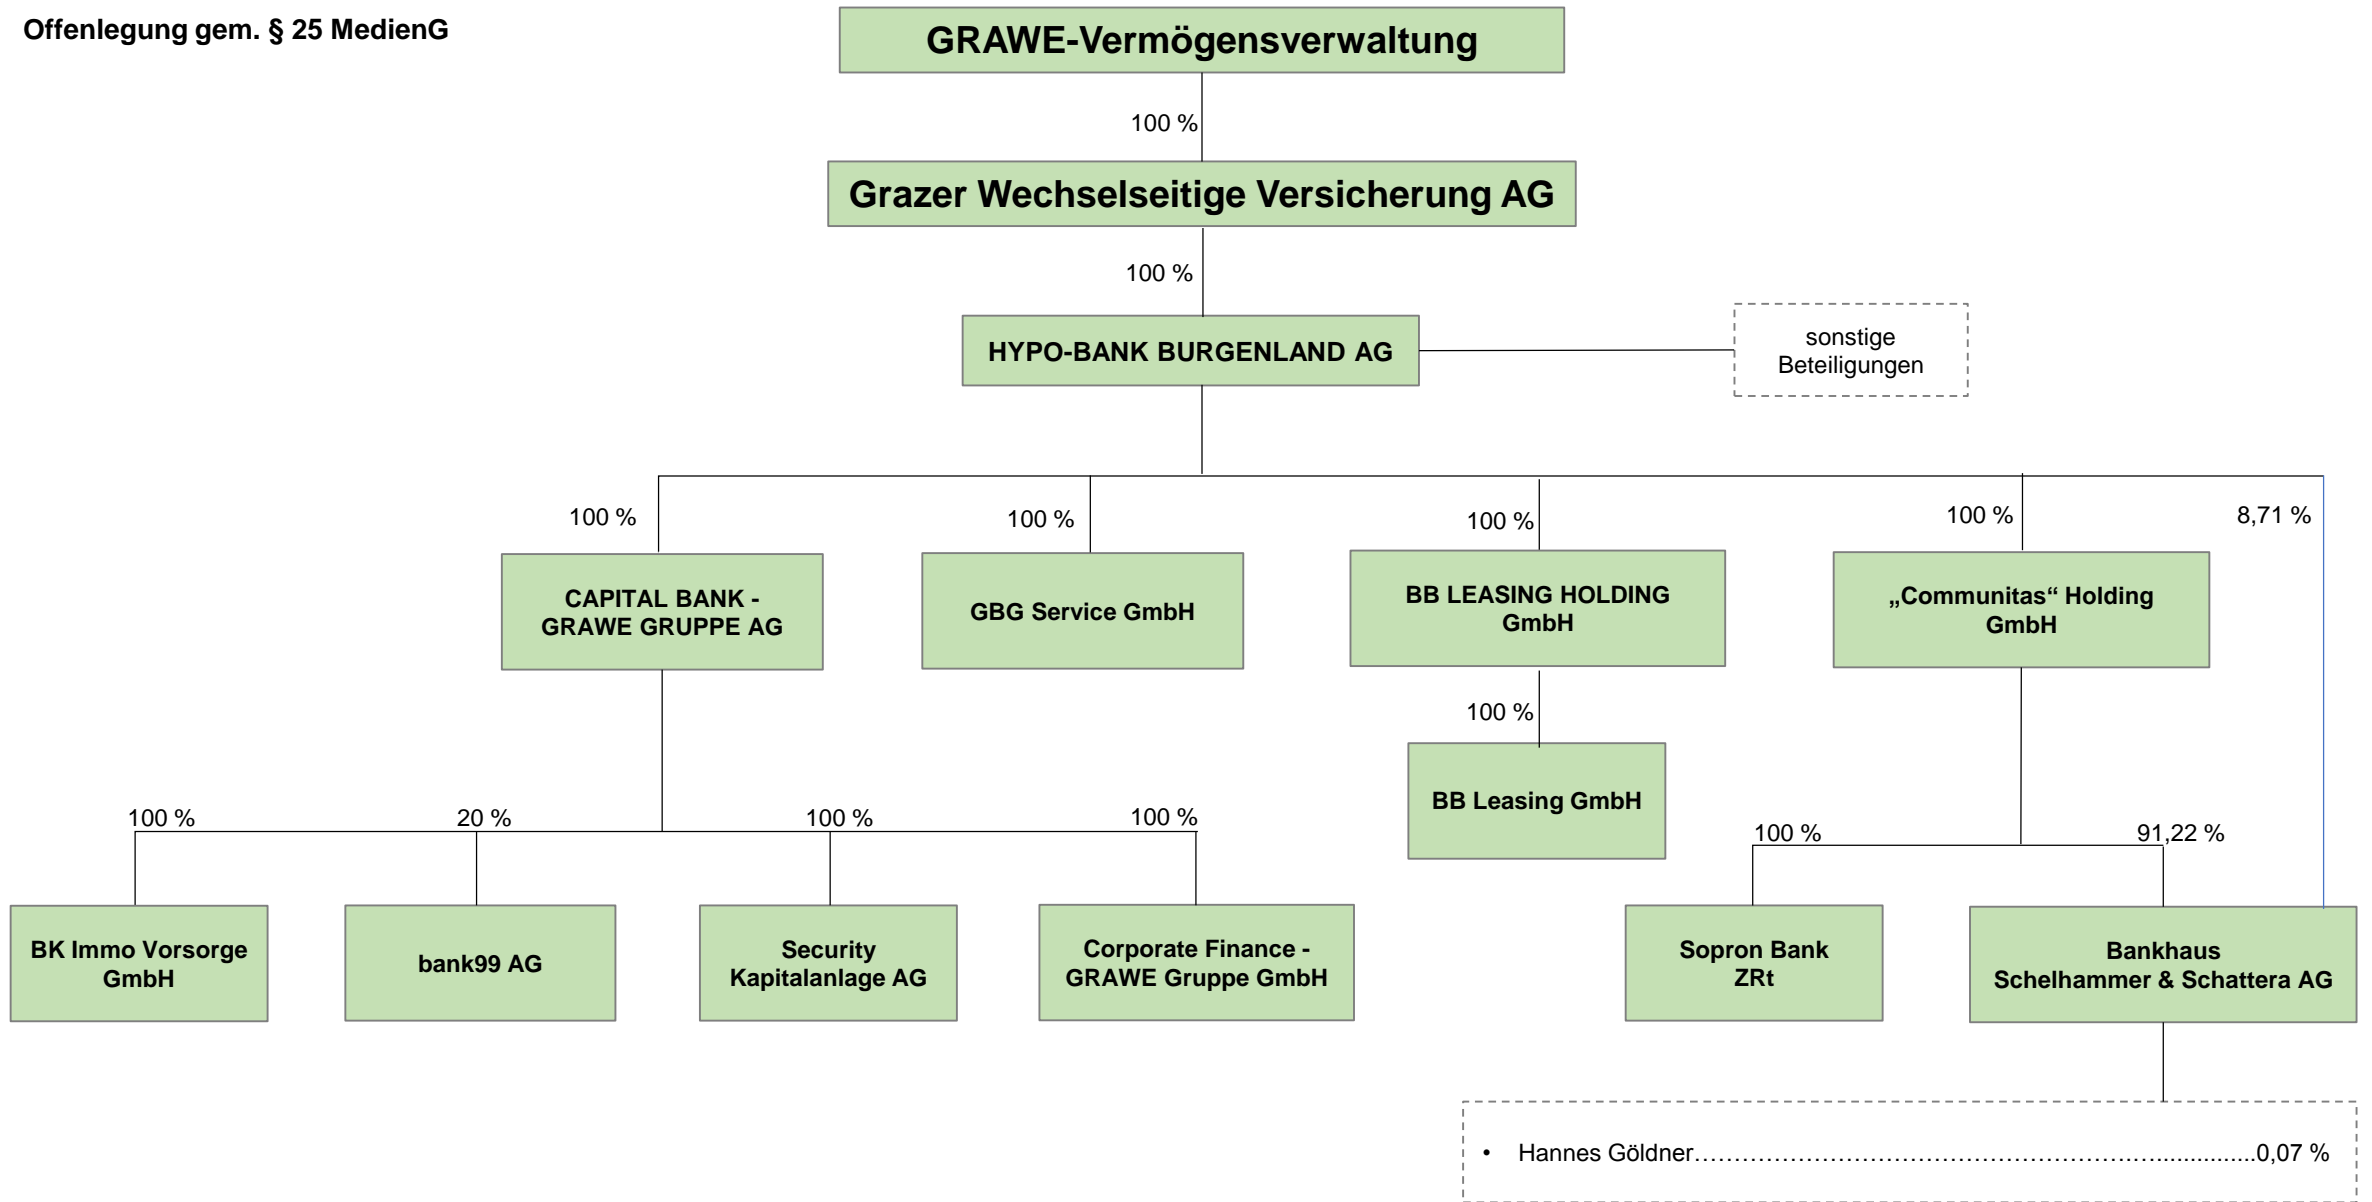 Offenlegung gem. § 25 MedienG
GRAWE-Vermögensverwaltung
100 %
Grazer Wechselseitige Versicherung AG
100 %
HYPO-BANK BURGENLAND AG
sonstige
Beteiligungen
100 %
100 %
100 %
100 %
8,71 %
CAPITAL BANK -
GRAWE GRUPPE AG
GBG Service GmbH
BB LEASING HOLDING
GmbH
„Communitas“ Holding
GmbH
100 %
BB Leasing GmbH
100 %
20 %
100 %
100 %
100 %
91,22 %
BK Immo Vorsorge
GmbH
bank99 AG
Security
Kapitalanlage AG
Corporate Finance -
GRAWE Gruppe GmbH
Sopron Bank
ZRt
Bankhaus
Schelhammer & Schattera AG
• Hannes Göldner…………………………………………………...............0,07 %